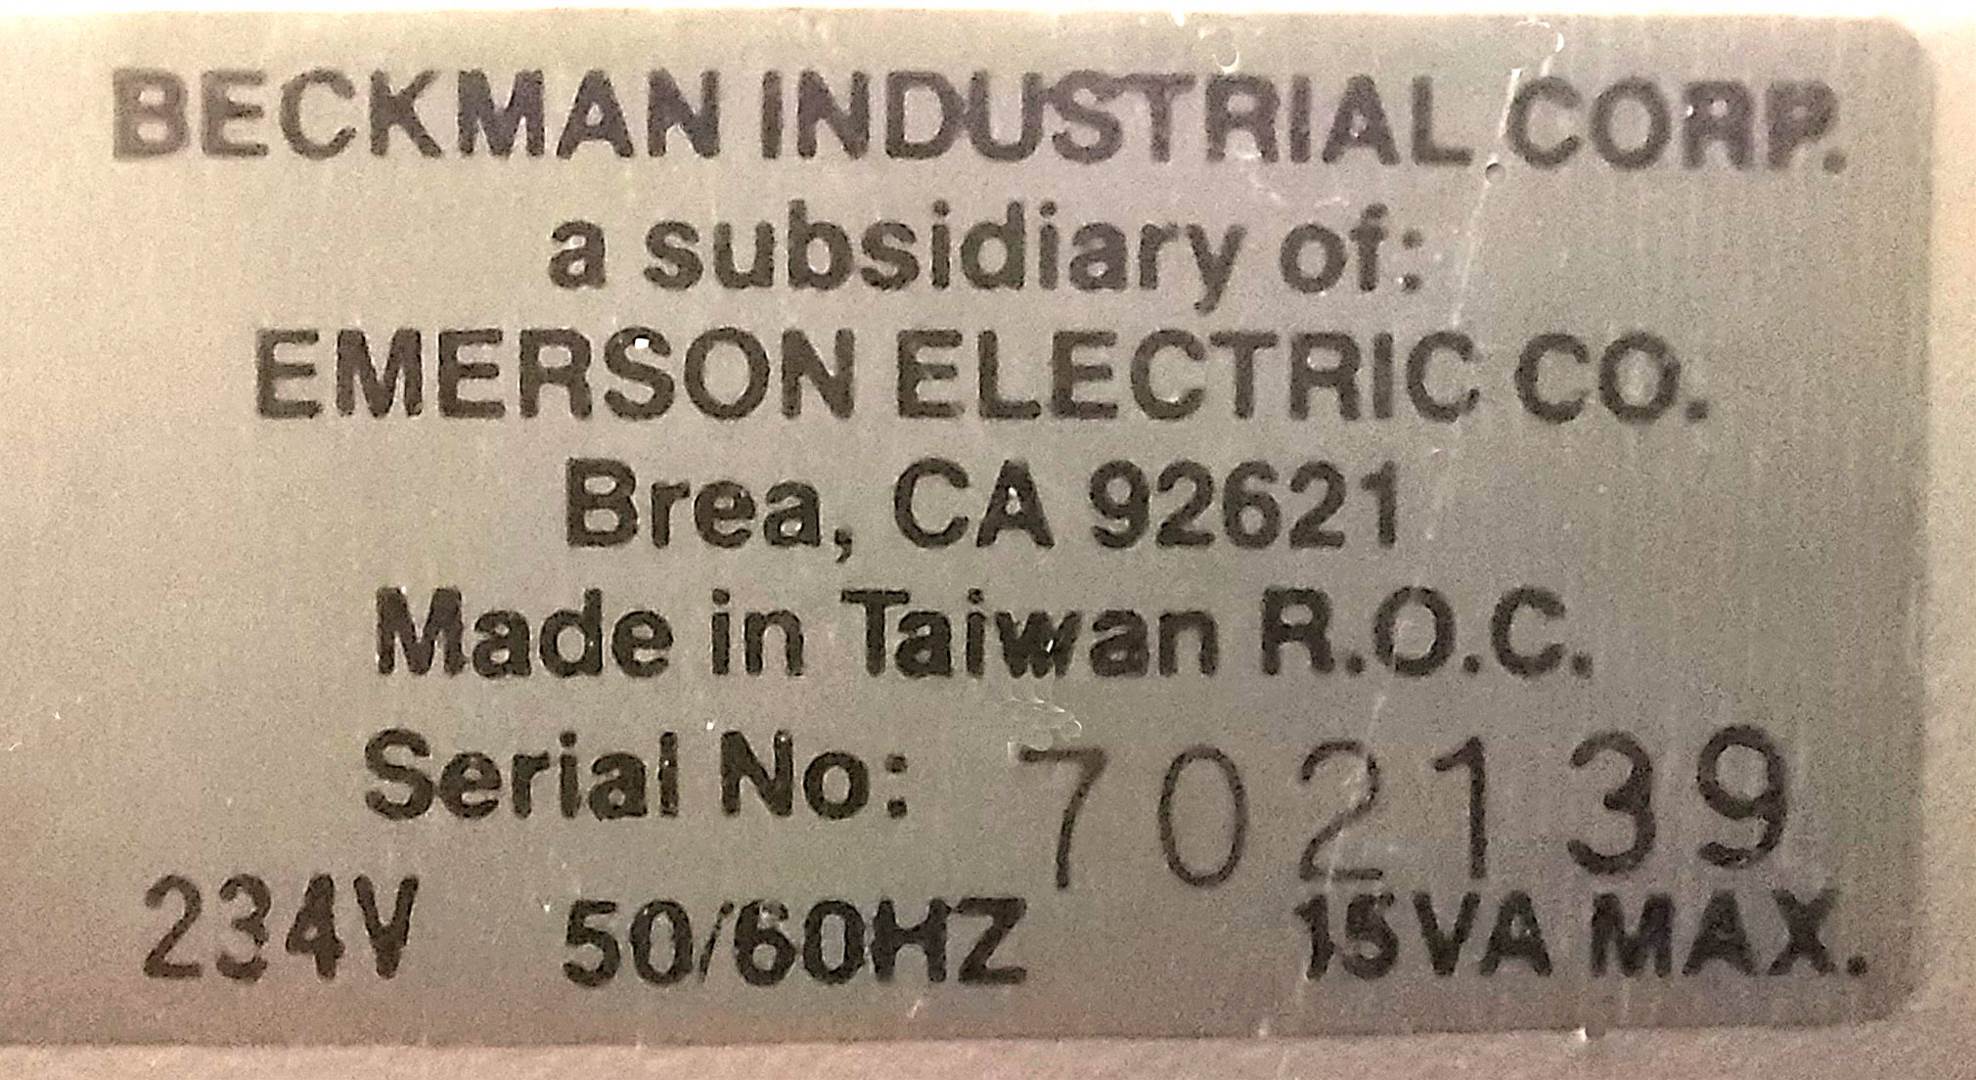 BECKMAN INDUSTRIAL CORP.
a subsidiary of:
EMERSON ELECTRIC CO.
Brea, CA 92621
Made in Taiwan R.O.C.
Serial No: 702139
234V 50/60HZ 15VA MAX.